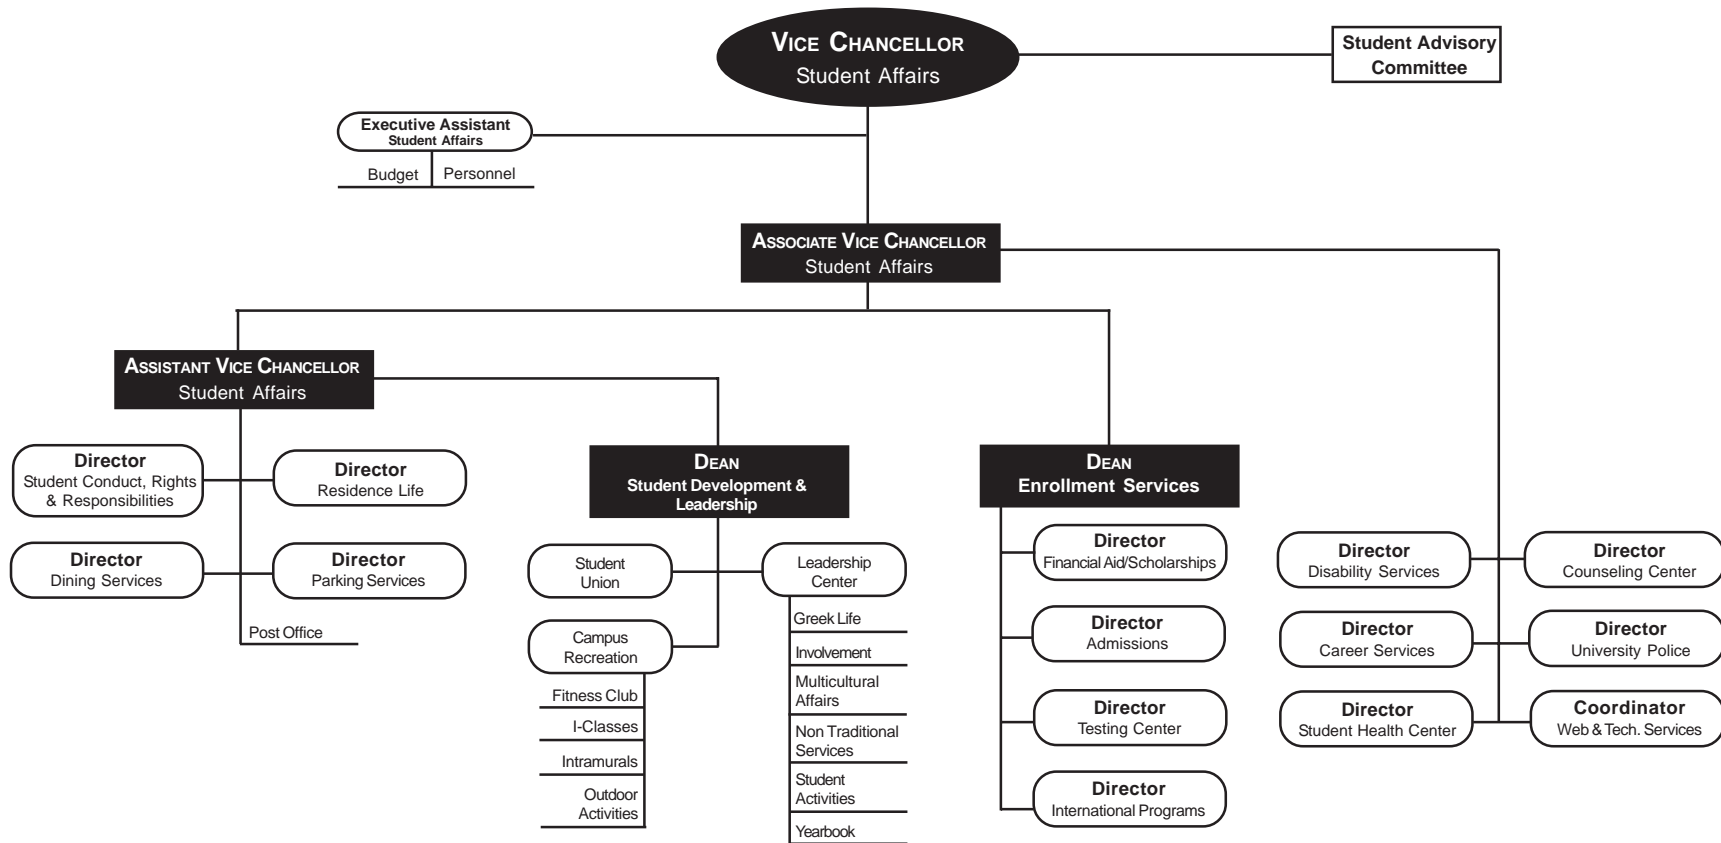 VICE CHANCELLOR
Student Affairs
Student Advisory
Committee
Executive Assistant
Student Affairs
Budget
Personnel
ASSOCIATE VICE CHANCELLOR
Student Affairs
ASSISTANT VICE CHANCELLOR
Student Affairs
Director
Student Conduct, Rights
& Responsibilities
Director
Residence Life
Director
Dining Services
Director
Parking Services
Post Office
DEAN
Student Development &
Leadership
Student
Union
Leadership
Center
Campus
Recreation
Fitness Club
I-Classes
Intramurals
Outdoor
Activities
Greek Life
Involvement
Multicultural
Affairs
Non Traditional
Services
Student
Activities
Yearbook
DEAN
Enrollment Services
Director
Financial Aid/Scholarships
Director
Admissions
Director
Testing Center
Director
International Programs
Director
Disability Services
Director
Counseling Center
Director
Career Services
Director
University Police
Director
Student Health Center
Coordinator
Web & Tech. Services